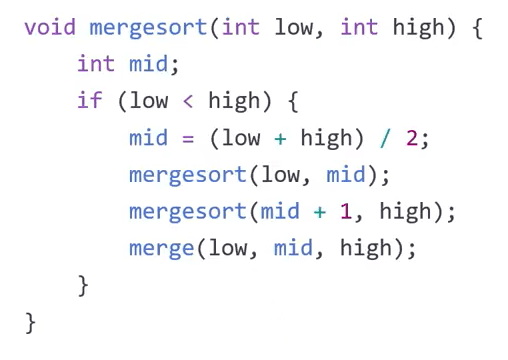 void mergesort(int low, int high) {
    int mid;
    if (low < high) {
        mid = (low + high) / 2;
        mergesort(low, mid);
        mergesort(mid + 1, high);
        merge(low, mid, high);
    }
}